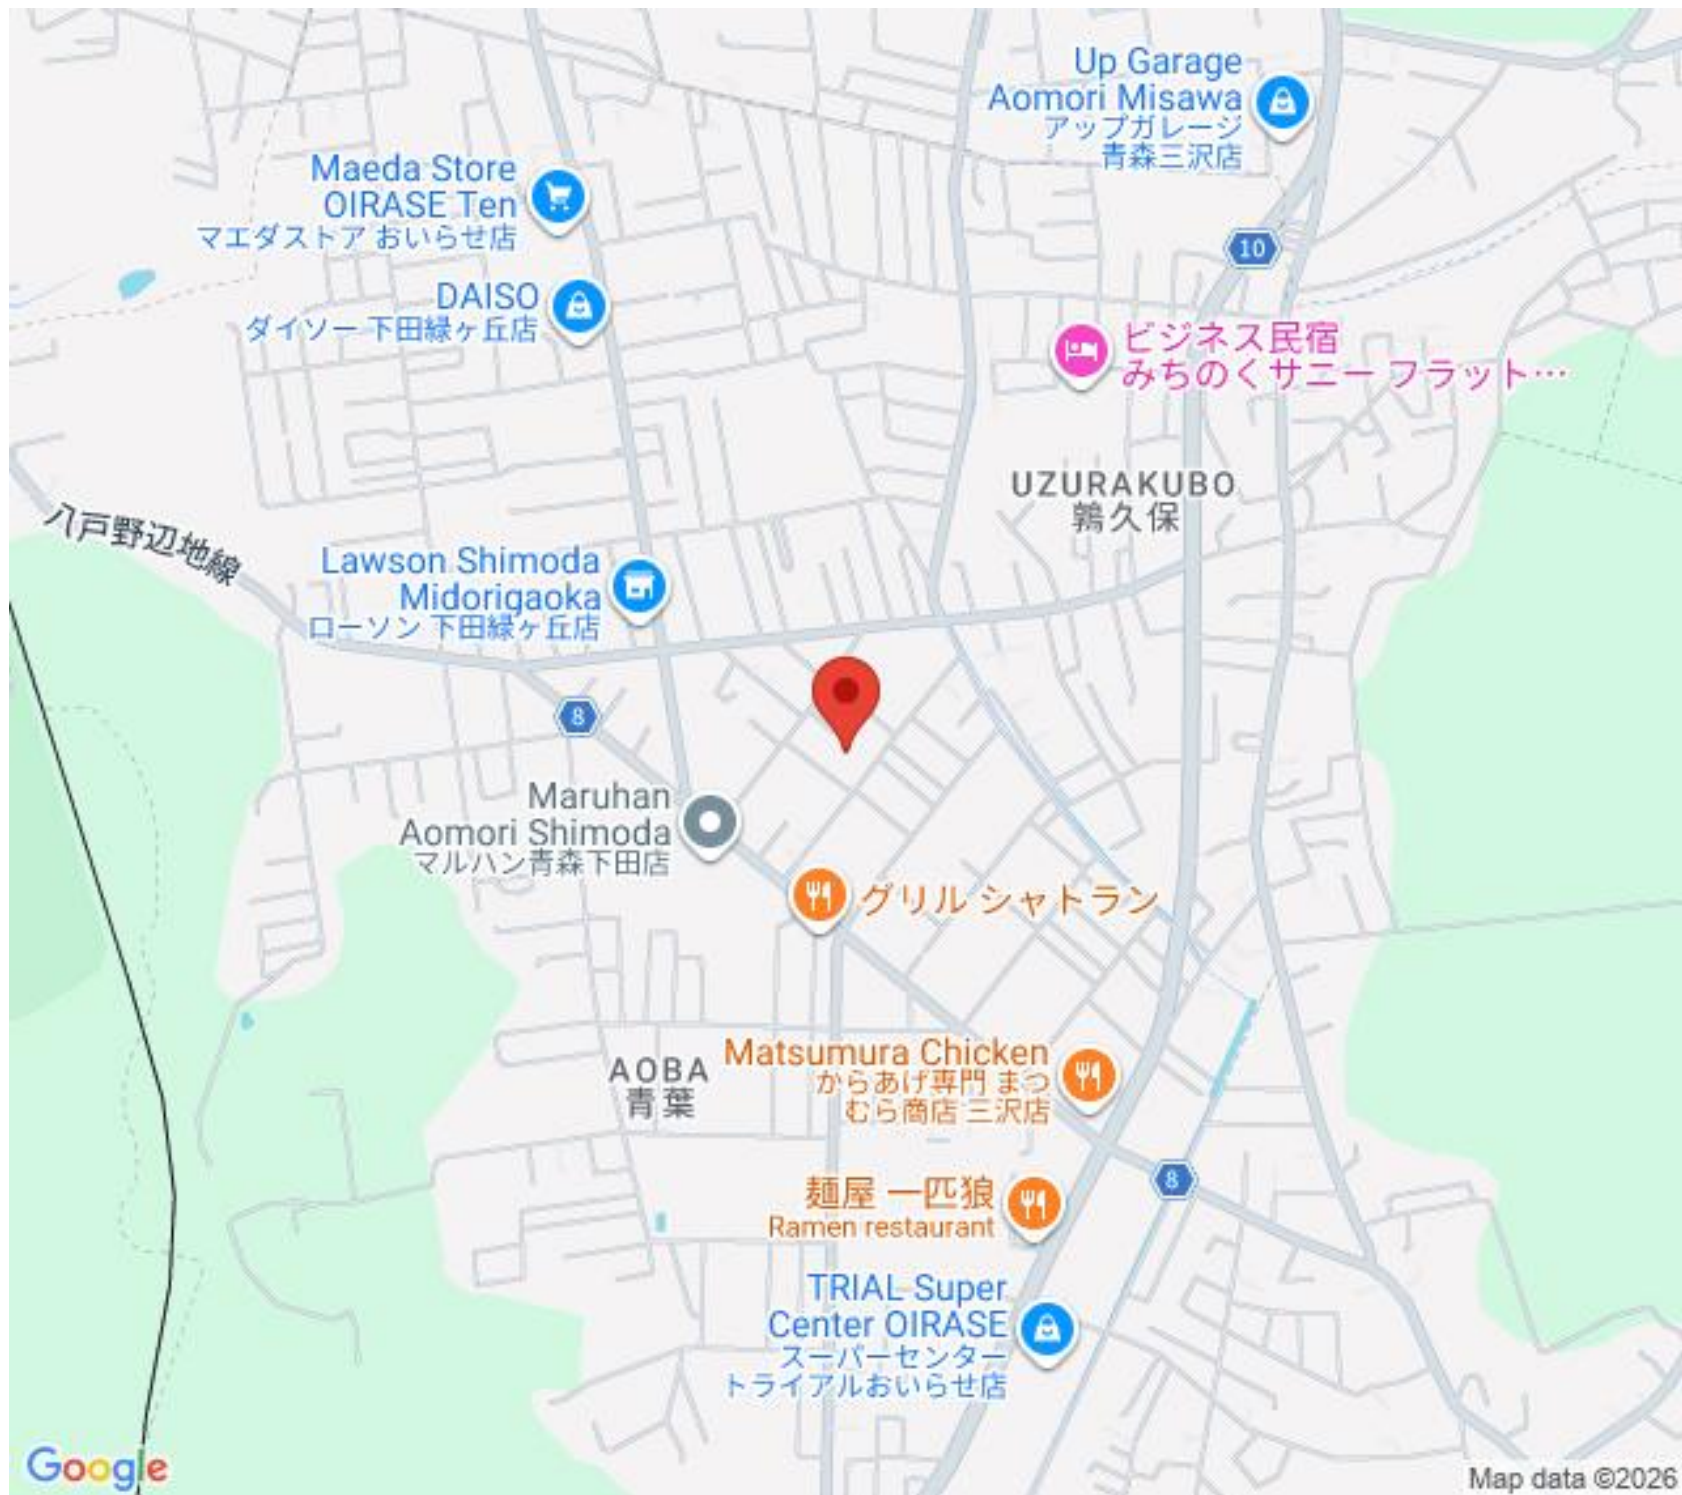 Up Garage
Aomori Misawa
アップガレージ
青森三沢店
Maeda Store
OIRASE Ten
マエダストア おいらせ店
10
DAISO
ダイソー 下田緑ヶ丘店
ビジネス民宿
みちのくサニー フラット…
UZURAKUBO
鶉久保
八戸野辺地線
Lawson Shimoda
Midorigaoka
ローソン 下田緑ヶ丘店
8
Maruhan
Aomori Shimoda
マルハン青森下田店
グリル シャトラン
Matsumura Chicken
からあげ専門 まつ
むら商店 三沢店
AOBA
青葉
8
麺屋 一匹狼
Ramen restaurant
TRIAL Super
Center OIRASE
スーパーセンター
トライアルおいらせ店
Google
Map data ©2026